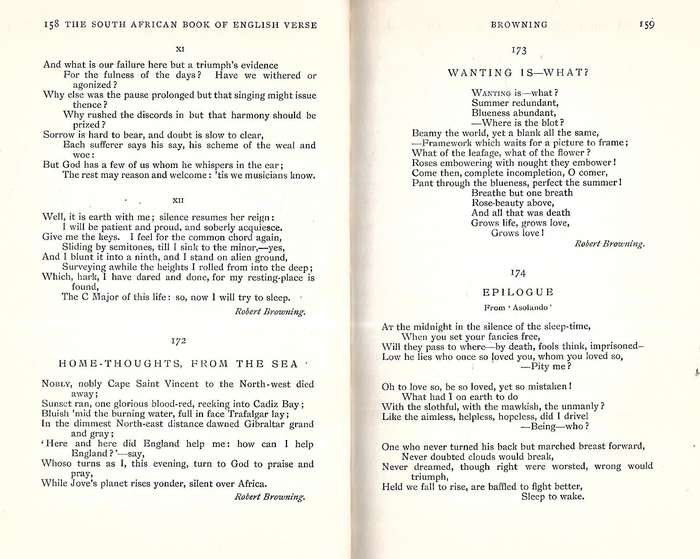 158 THE SOUTH AFRICAN BOOK OF ENGLISH VERSE
XI
And what is our failure here but a triumph's evidence
For the fulness of the days? Have we withered or
agonized?
Why else was the pause prolonged but that singing might issue
thence?
Why rushed the discords in but that harmony should be
prized?
Sorrow is hard to bear, and doubt is slow to clear,
Each sufferer says his say, his scheme of the weal and
woe:
But God has a few of us whom he whispers in the ear;
The rest may reason and welcome: 'tis we musicians know.
XII
Well, it is earth with me; silence resumes her reign:
I will be patient and proud, and soberly acquiesce.
Give me the keys. I feel for the common chord again,
Sliding by semitones, till I sink to the minor,—yes,
And I blunt it into a ninth, and I stand on alien ground,
Surveying awhile the heights I rolled from into the deep;
Which, hark, I have dared and done, for my resting-place is
found,
The C Major of this life: so, now I will try to sleep.
Robert Browning.
172
HOME-THOUGHTS, FROM THE SEA
NOBLY, nobly Cape Saint Vincent to the North-west died
away;
Sunset ran, one glorious blood-red, reeking into Cadiz Bay;
Bluish 'mid the burning water, full in face Trafalgar lay;
In the dimmest North-east distance dawned Gibraltar grand
and gray;
'Here and here did England help me: how can I help
England?'—say,
Whoso turns as I, this evening, turn to God to praise and
pray,
While Jove's planet rises yonder, silent over Africa.
Robert Browning.
BROWNING 159
173
WANTING IS—WHAT?
WANTING is—what?
Summer redundant,
Blueness abundant,
—Where is the blot?
Beamy the world, yet a blank all the same,
—Framework which waits for a picture to frame;
What of the leafage, what of the flower?
Roses embowering with nought they embower!
Come then, complete incompletion, O comer,
Pant through the blueness, perfect the summer!
Breathe but one breath
Rose-beauty above,
And all that was death
Grows life, grows love,
Grows love!
Robert Browning.
174
EPILOGUE
From 'Asolando'
AT the midnight in the silence of the sleep-time,
When you set your fancies free,
Will they pass to where—by death, fools think, imprisoned—
Low he lies who once so loved you, whom you loved so,
—Pity me?
Oh to love so, be so loved, yet so mistaken!
What had I on earth to do
With the slothful, with the mawkish, the unmanly?
Like the aimless, helpless, hopeless, did I drivel
—Being—who?
One who never turned his back but marched breast forward,
Never doubted clouds would break,
Never dreamed, though right were worsted, wrong would
triumph,
Held we fall to rise, are baffled to fight better,
Sleep to wake.